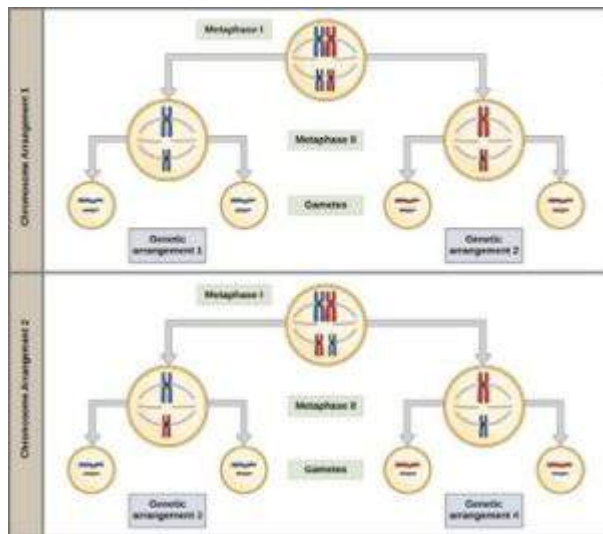 Chromosome Arrangement 1
Metaphase I
Metaphase II
Gametes
Genetic
arrangement 1
Genetic
arrangement 2
Chromosome Arrangement 2
Metaphase I
Metaphase II
Gametes
Genetic
arrangement 3
Genetic
arrangement 4